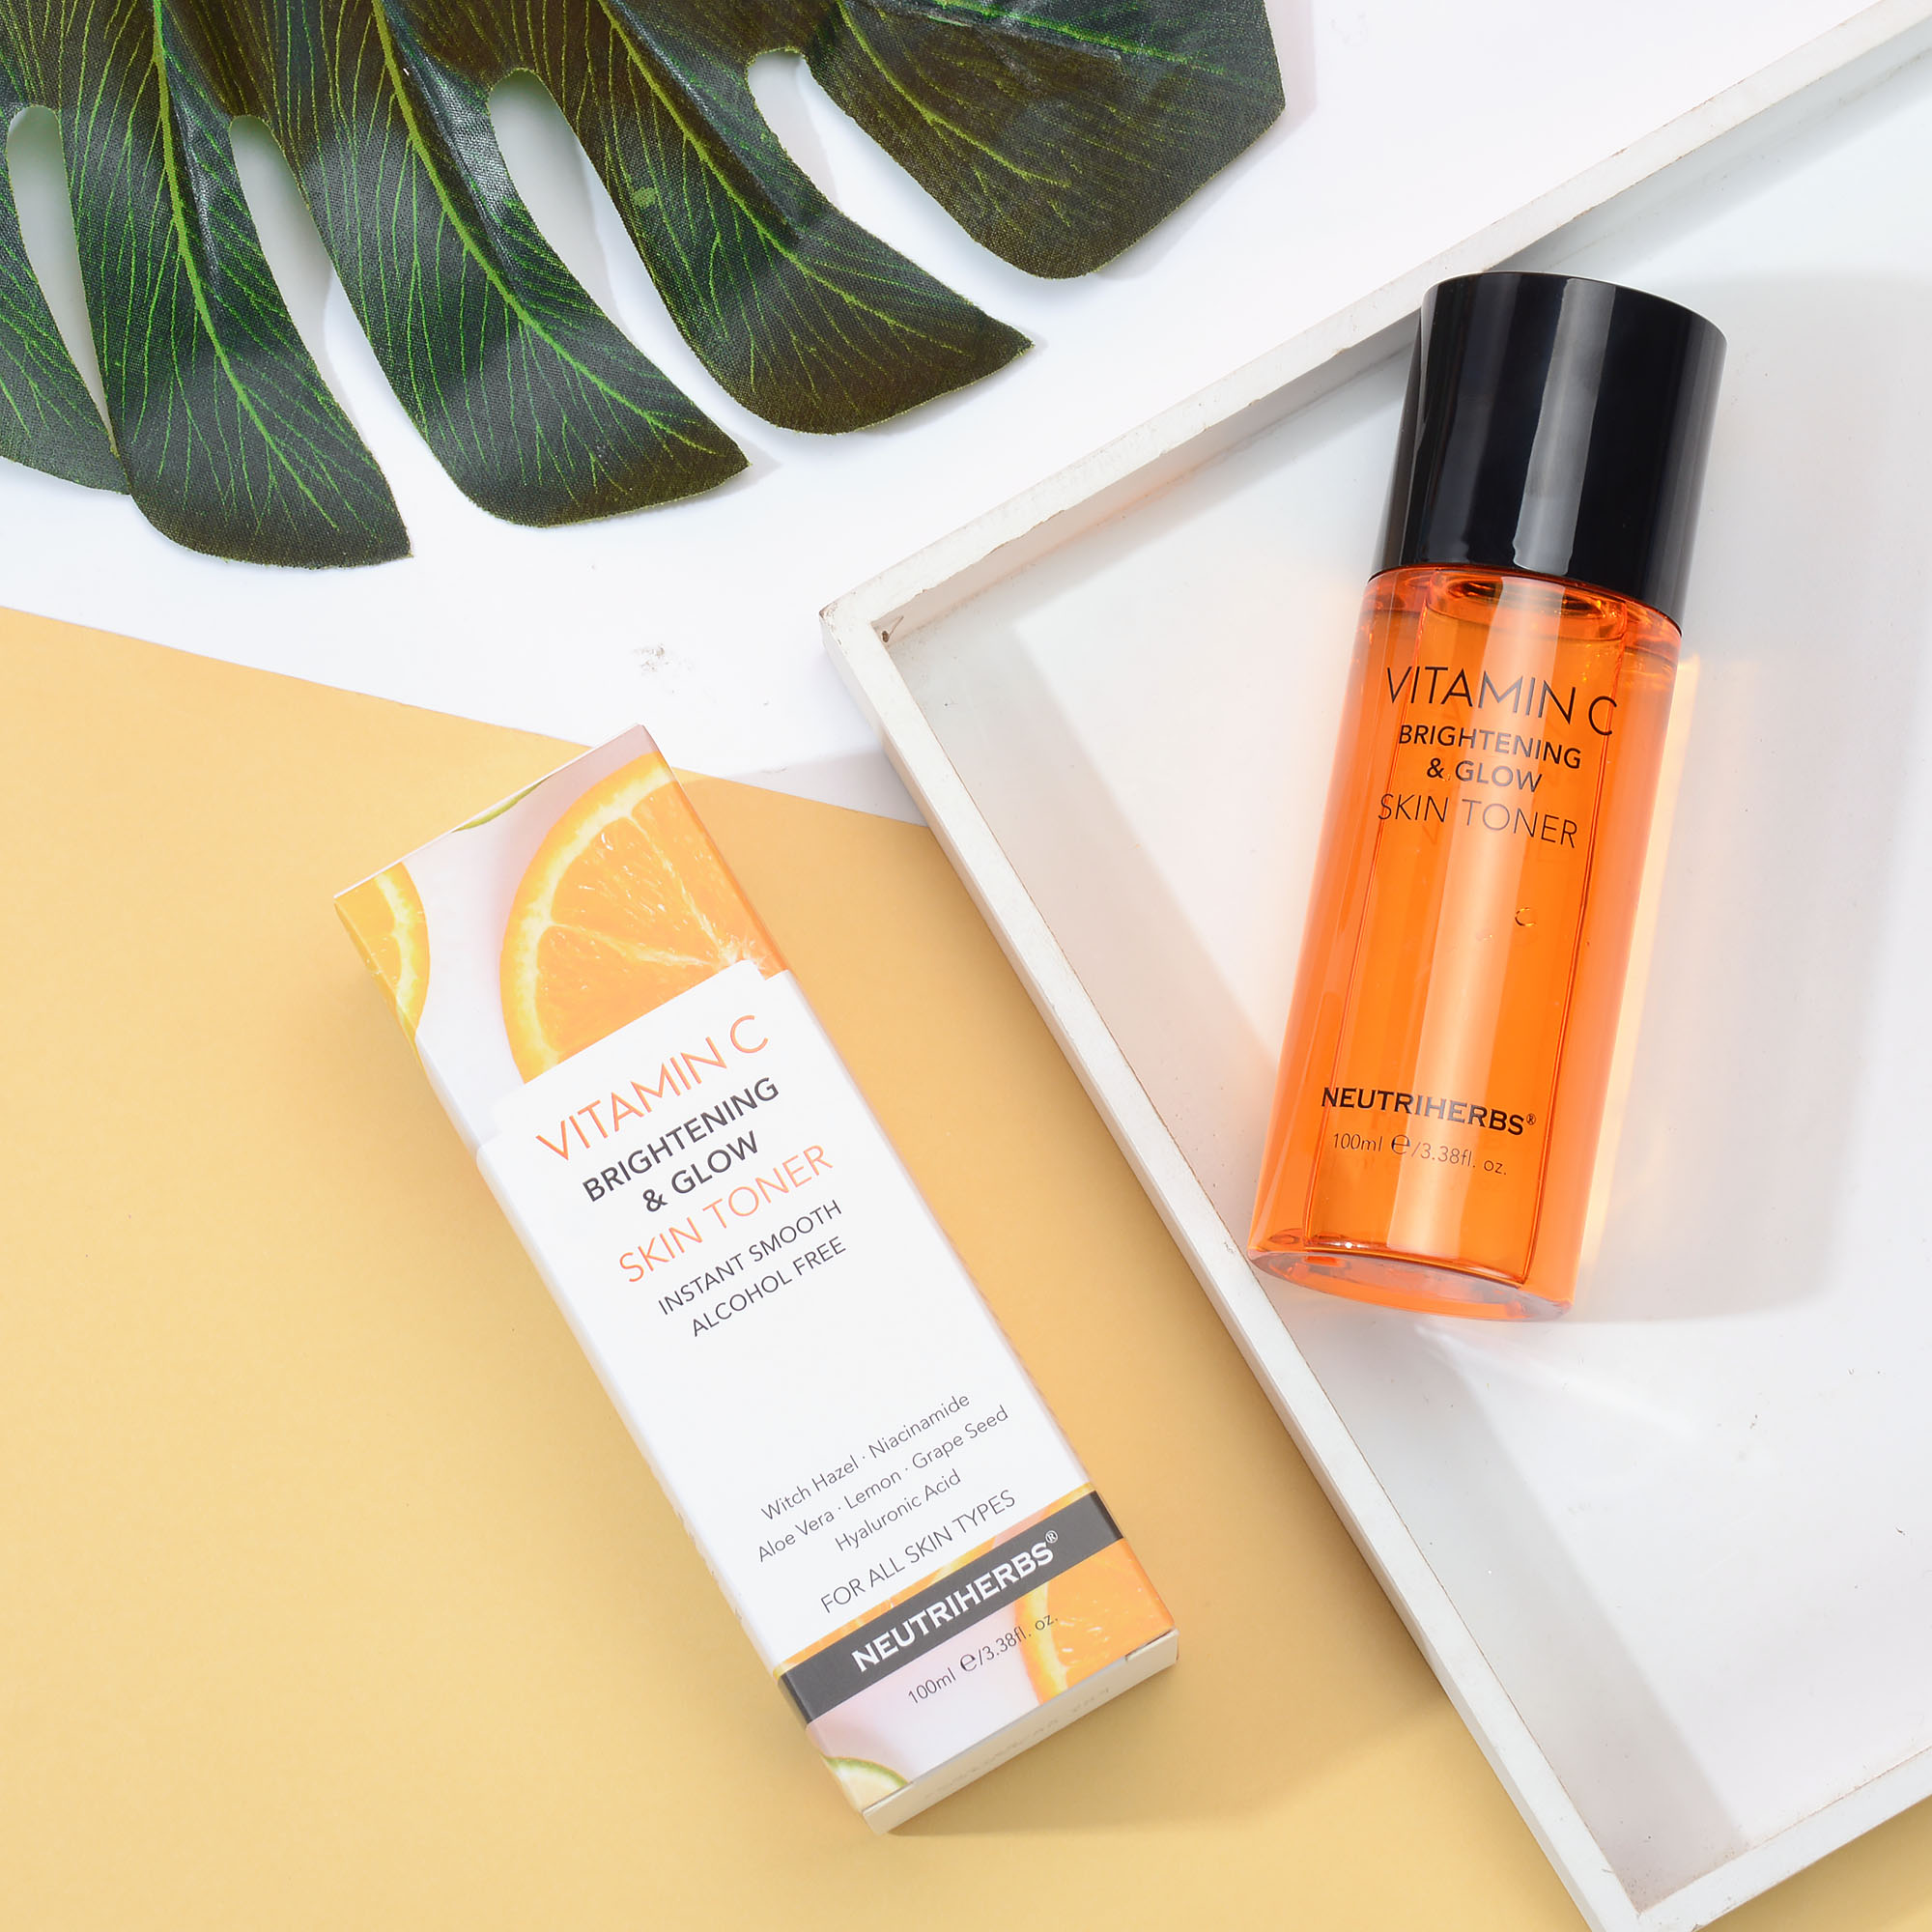 VITAMIN C
BRIGHTENING
& GLOW
SKIN TONER
INSTANT SMOOTH
ALCOHOL FREE
Witch Hazel · Niacinamide
Aloe Vera · Lemon · Grape Seed
Hyaluronic Acid
FOR ALL SKIN TYPES
NEUTRIHERBS®
100ml ℮/3.38fl. oz.
VITAMIN C
BRIGHTENING
& GLOW
SKIN TONER
NEUTRIHERBS®
100ml ℮/3.38fl. oz.